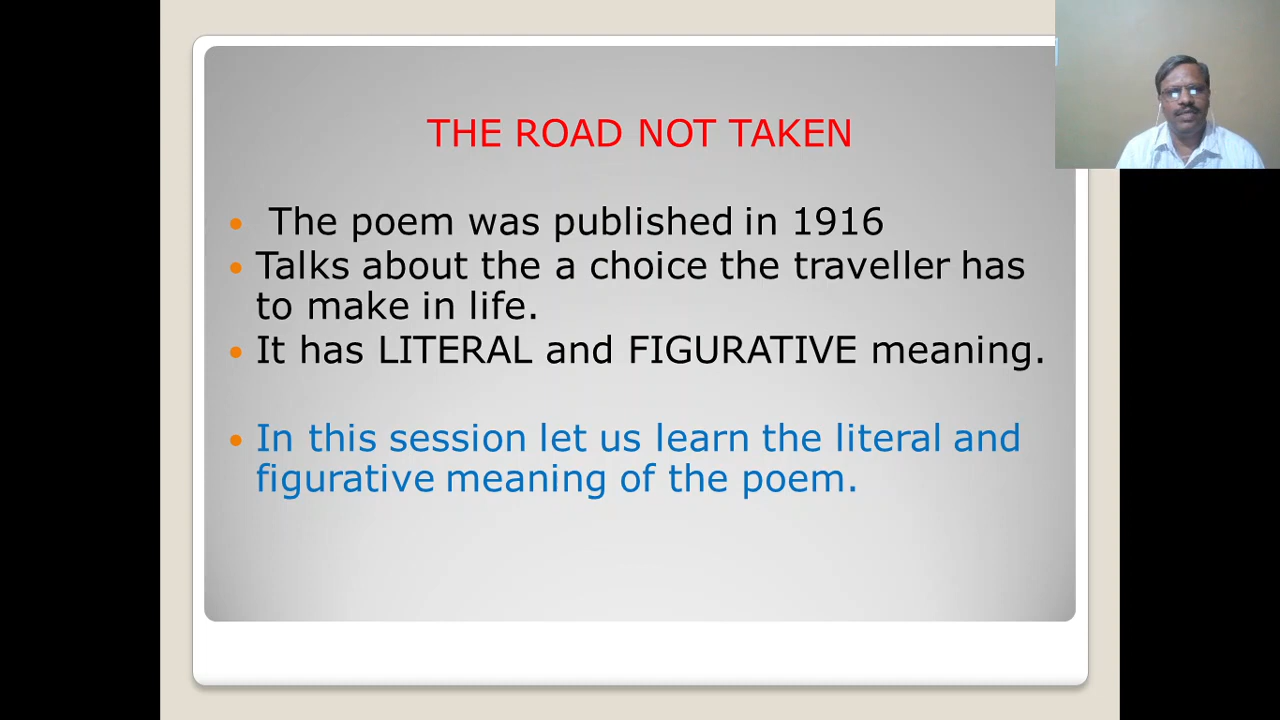 THE ROAD NOT TAKEN
The poem was published in 1916
Talks about the a choice the traveller has
to make in life.
It has LITERAL and FIGURATIVE meaning.
In this session let us learn the literal and
figurative meaning of the poem.